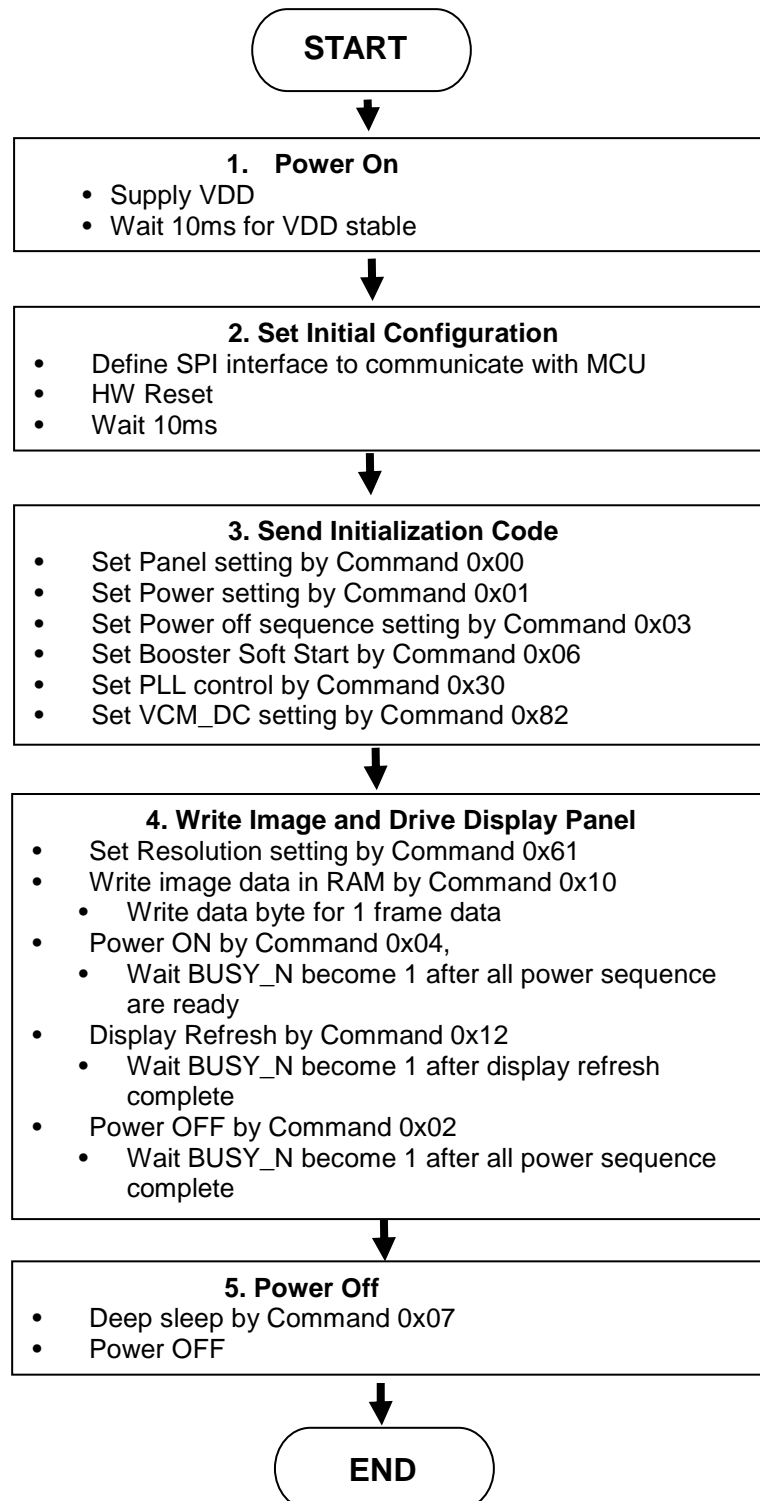 START
1. Power On
• Supply VDD
• Wait 10ms for VDD stable
2. Set Initial Configuration
• Define SPI interface to communicate with MCU
• HW Reset
• Wait 10ms
3. Send Initialization Code
• Set Panel setting by Command 0x00
• Set Power setting by Command 0x01
• Set Power off sequence setting by Command 0x03
• Set Booster Soft Start by Command 0x06
• Set PLL control by Command 0x30
• Set VCM_DC setting by Command 0x82
4. Write Image and Drive Display Panel
• Set Resolution setting by Command 0x61
• Write image data in RAM by Command 0x10
• Write data byte for 1 frame data
• Power ON by Command 0x04,
• Wait BUSY_N become 1 after all power sequence
are ready
• Display Refresh by Command 0x12
• Wait BUSY_N become 1 after display refresh
complete
• Power OFF by Command 0x02
• Wait BUSY_N become 1 after all power sequence
complete
5. Power Off
• Deep sleep by Command 0x07
• Power OFF
END